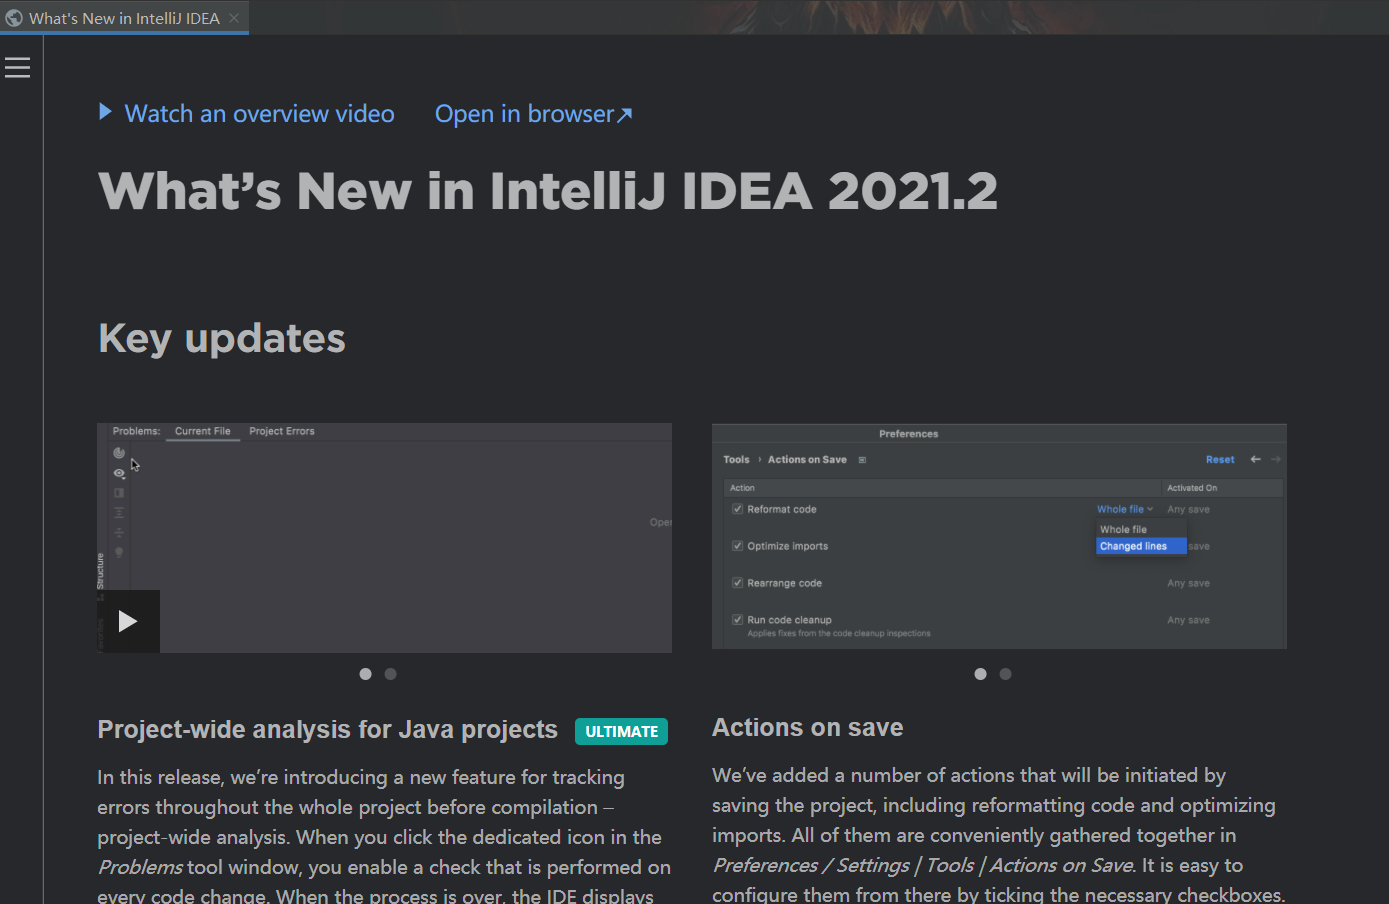 What's New in IntelliJ IDEA
Watch an overview video
Open in browser↗
What’s New in IntelliJ IDEA 2021.2
Key updates
Problems: Current File Project Errors
Structure
Favorites
Preferences
Tools › Actions on Save
Reset
Action Activated On
Reformat code Whole file Any save
Whole file
Optimize imports Changed lines save
Rearrange code Any save
Run code cleanup Any save
Applies fixes from the code cleanup inspections
Project-wide analysis for Java projects ULTIMATE
In this release, we’re introducing a new feature for tracking
errors throughout the whole project before compilation –
project-wide analysis. When you click the dedicated icon in the
Problems tool window, you enable a check that is performed on
every code change. When the process is over, the IDE displays
Actions on save
We’ve added a number of actions that will be initiated by
saving the project, including reformatting code and optimizing
imports. All of them are conveniently gathered together in
Preferences / Settings | Tools | Actions on Save. It is easy to
configure them from there by ticking the necessary checkboxes.